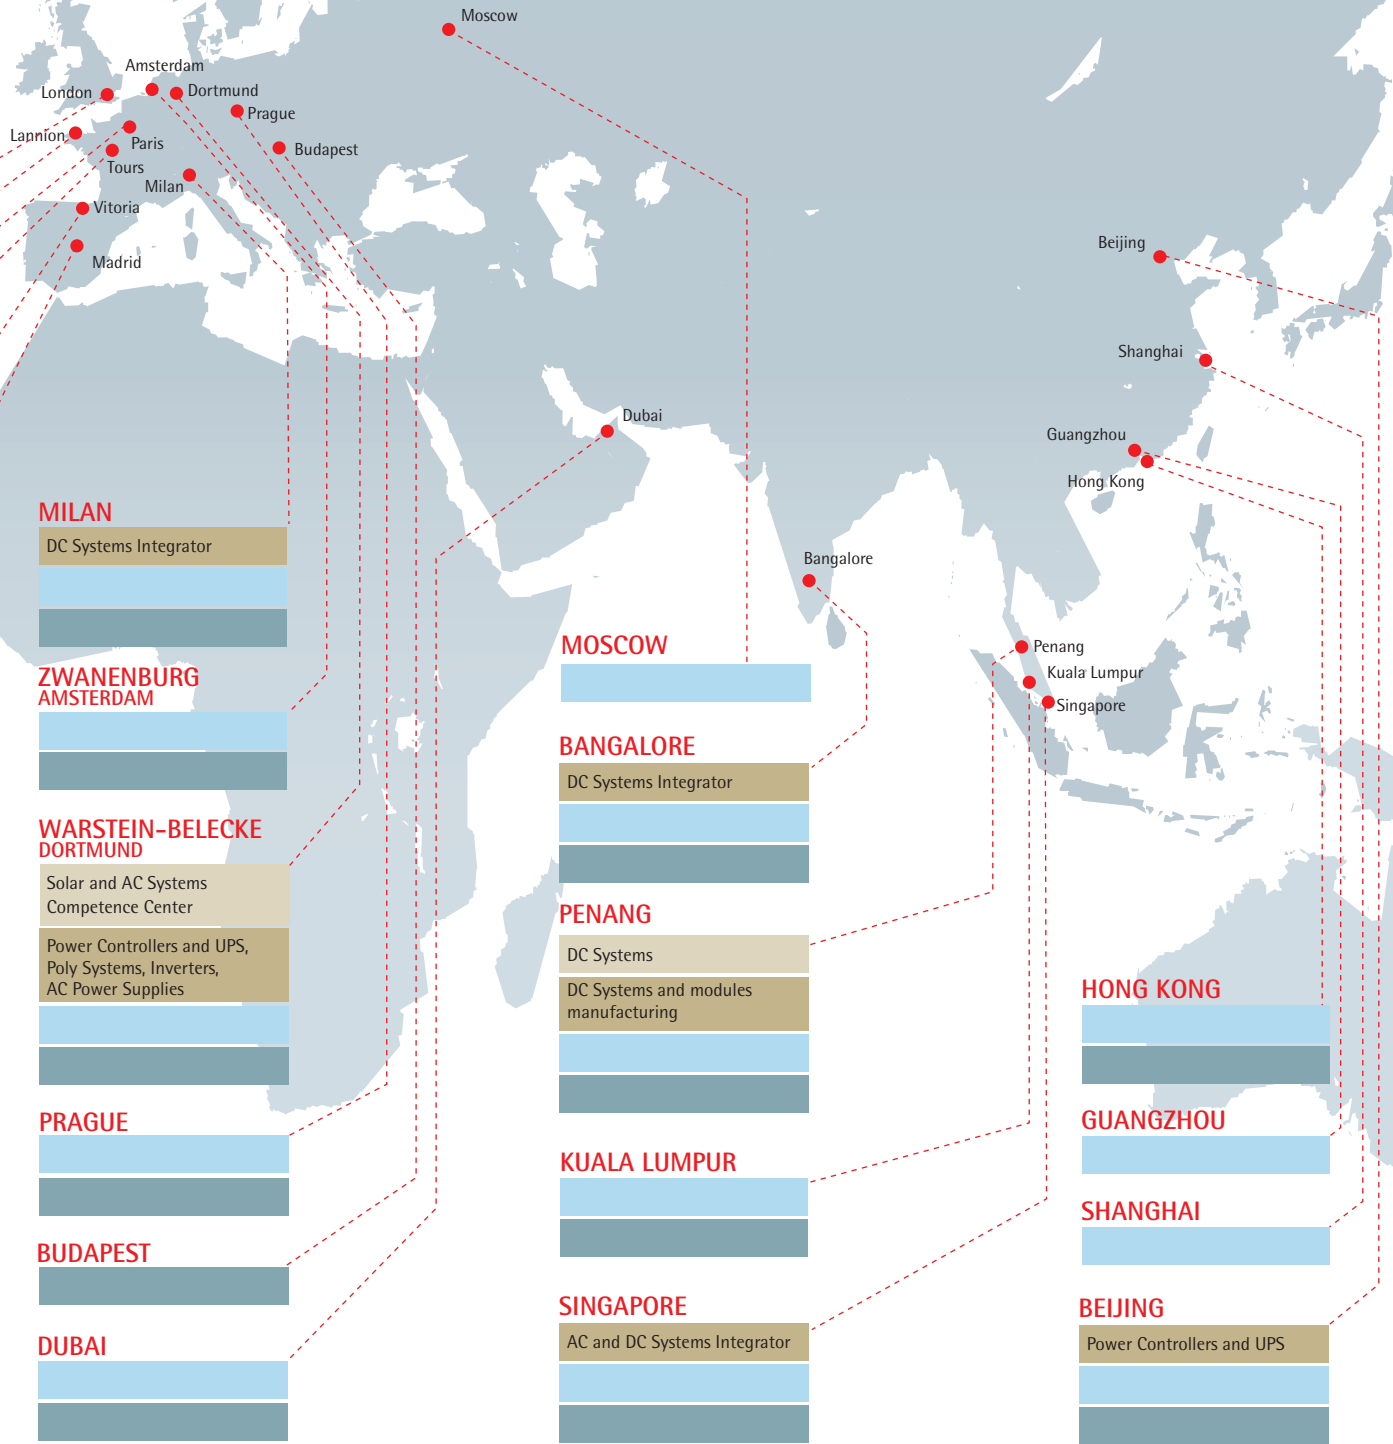 Moscow
Amsterdam
London
Dortmund
Prague
Lannion
Paris
Budapest
Tours
Milan
Vitoria
Madrid
Beijing
Shanghai
Dubai
Guangzhou
Hong Kong
Bangalore
Penang
Kuala Lumpur
Singapore
MILAN
DC Systems Integrator
ZWANENBURG
AMSTERDAM
WARSTEIN-BELECKE
DORTMUND
Solar and AC Systems
Competence Center
Power Controllers and UPS,
Poly Systems, Inverters,
AC Power Supplies
PRAGUE
BUDAPEST
DUBAI
MOSCOW
BANGALORE
DC Systems Integrator
PENANG
DC Systems
DC Systems and modules
manufacturing
KUALA LUMPUR
SINGAPORE
AC and DC Systems Integrator
HONG KONG
GUANGZHOU
SHANGHAI
BEIJING
Power Controllers and UPS